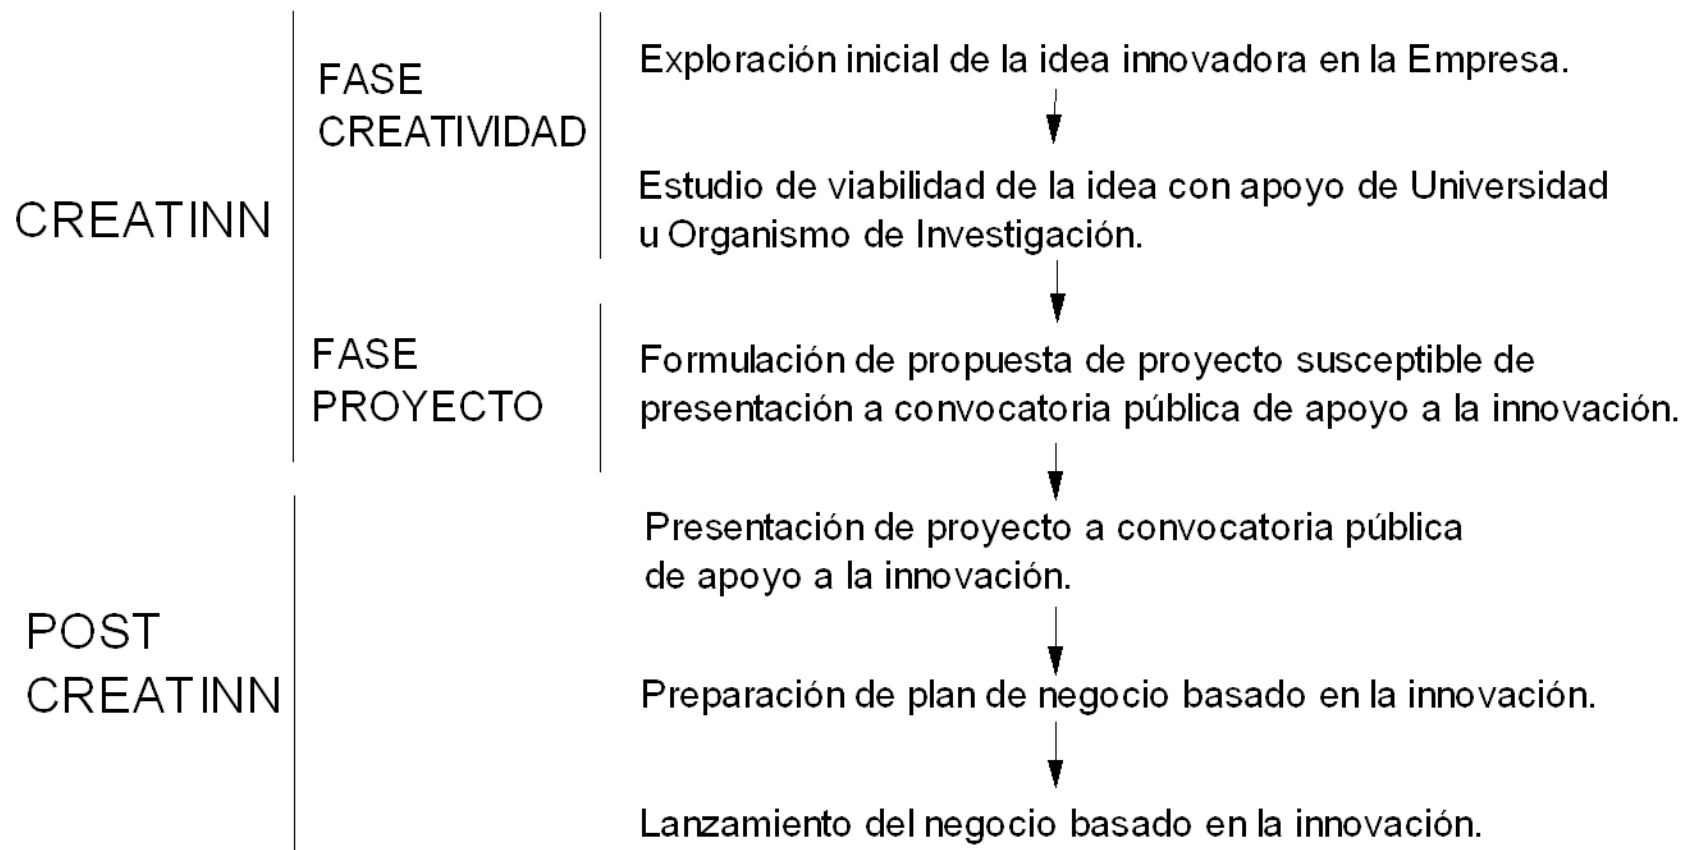 CREATINN
FASE
CREATIVIDAD
Exploración inicial de la idea innovadora en la Empresa.
Estudio de viabilidad de la idea con apoyo de Universidad
u Organismo de Investigación.
FASE
PROYECTO
Formulación de propuesta de proyecto susceptible de
presentación a convocatoria pública de apoyo a la innovación.
POST
CREATINN
Presentación de proyecto a convocatoria pública
de apoyo a la innovación.
Preparación de plan de negocio basado en la innovación.
Lanzamiento del negocio basado en la innovación.